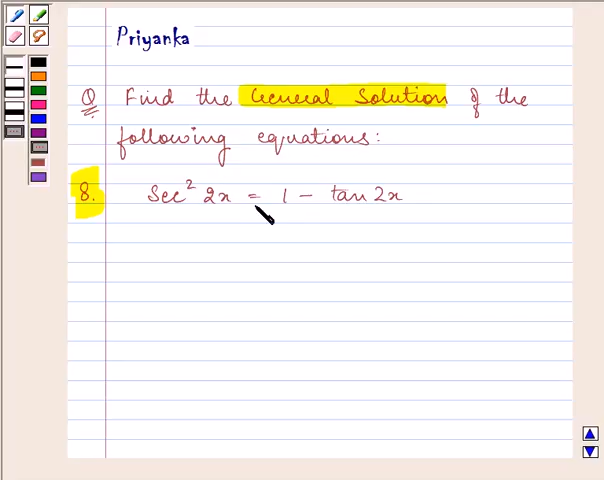 Priyanka
Q Find the General Solution of the
following equations:
8. Sec² 2x = 1 - tan 2x